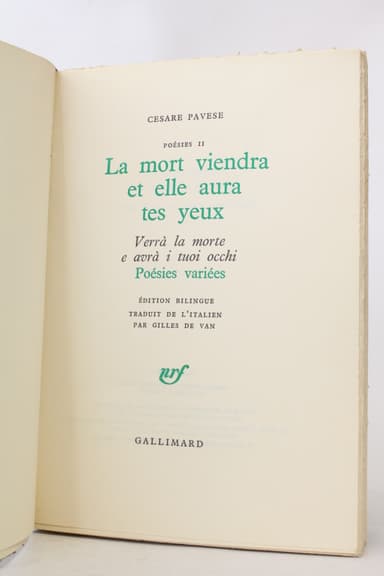 CESARE PAVESE
POÉSIES II
La mort viendra
et elle aura
tes yeux
Verrà la morte
e avrà i tuoi occhi
Poésies variées
ÉDITION BILINGUE
TRADUIT DE L'ITALIEN
PAR GILLES DE VAN
nrf
GALLIMARD